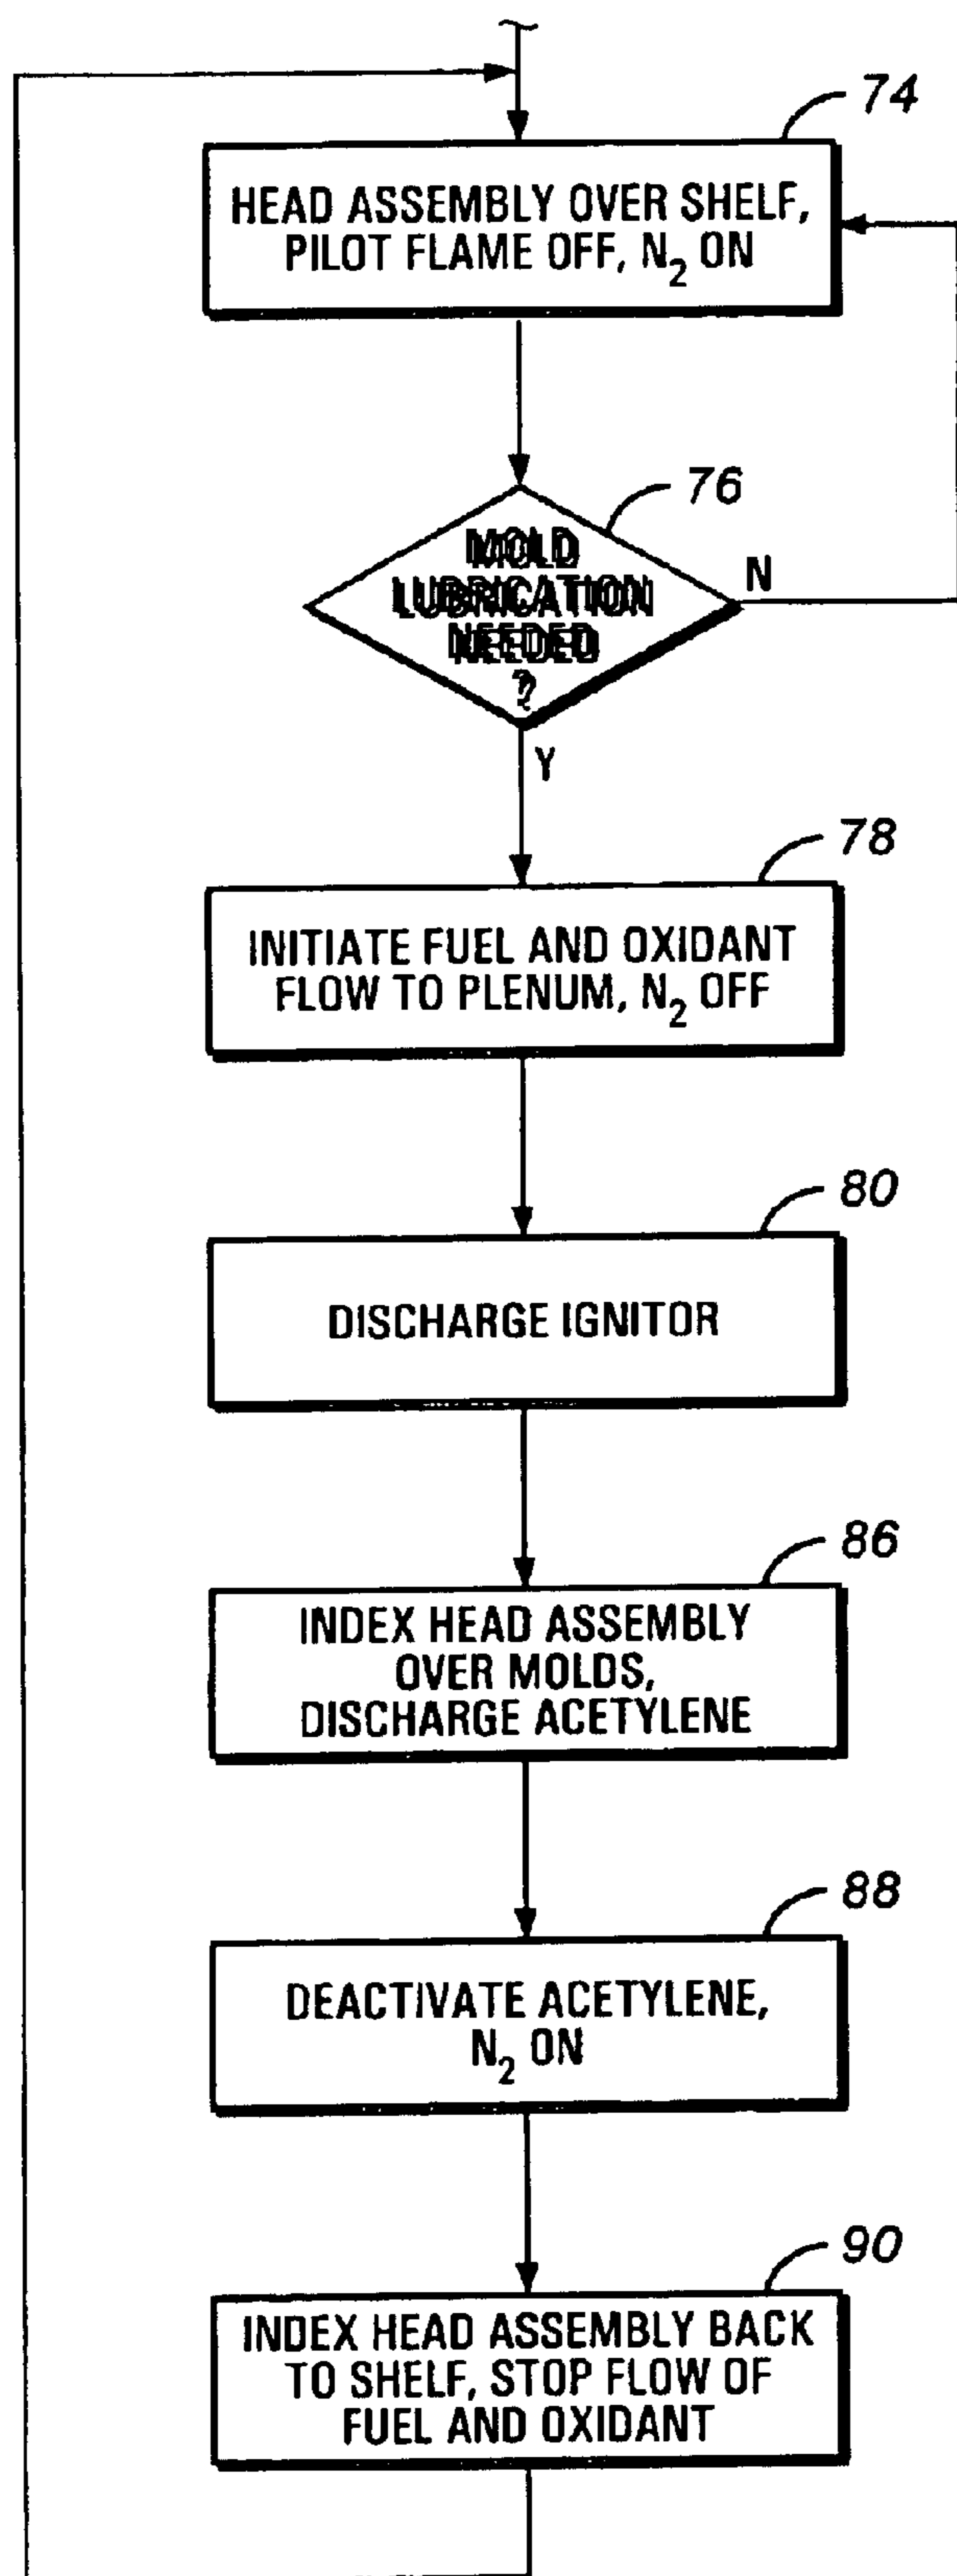 74
HEAD ASSEMBLY OVER SHELF,
PILOT FLAME OFF, N₂ ON
76
MOLD
LUBRICATION
NEEDED
?
N
Y
78
INITIATE FUEL AND OXIDANT
FLOW TO PLENUM, N₂ OFF
80
DISCHARGE IGNITOR
86
INDEX HEAD ASSEMBLY
OVER MOLDS,
DISCHARGE ACETYLENE
88
DEACTIVATE ACETYLENE,
N₂ ON
90
INDEX HEAD ASSEMBLY BACK
TO SHELF, STOP FLOW OF
FUEL AND OXIDANT